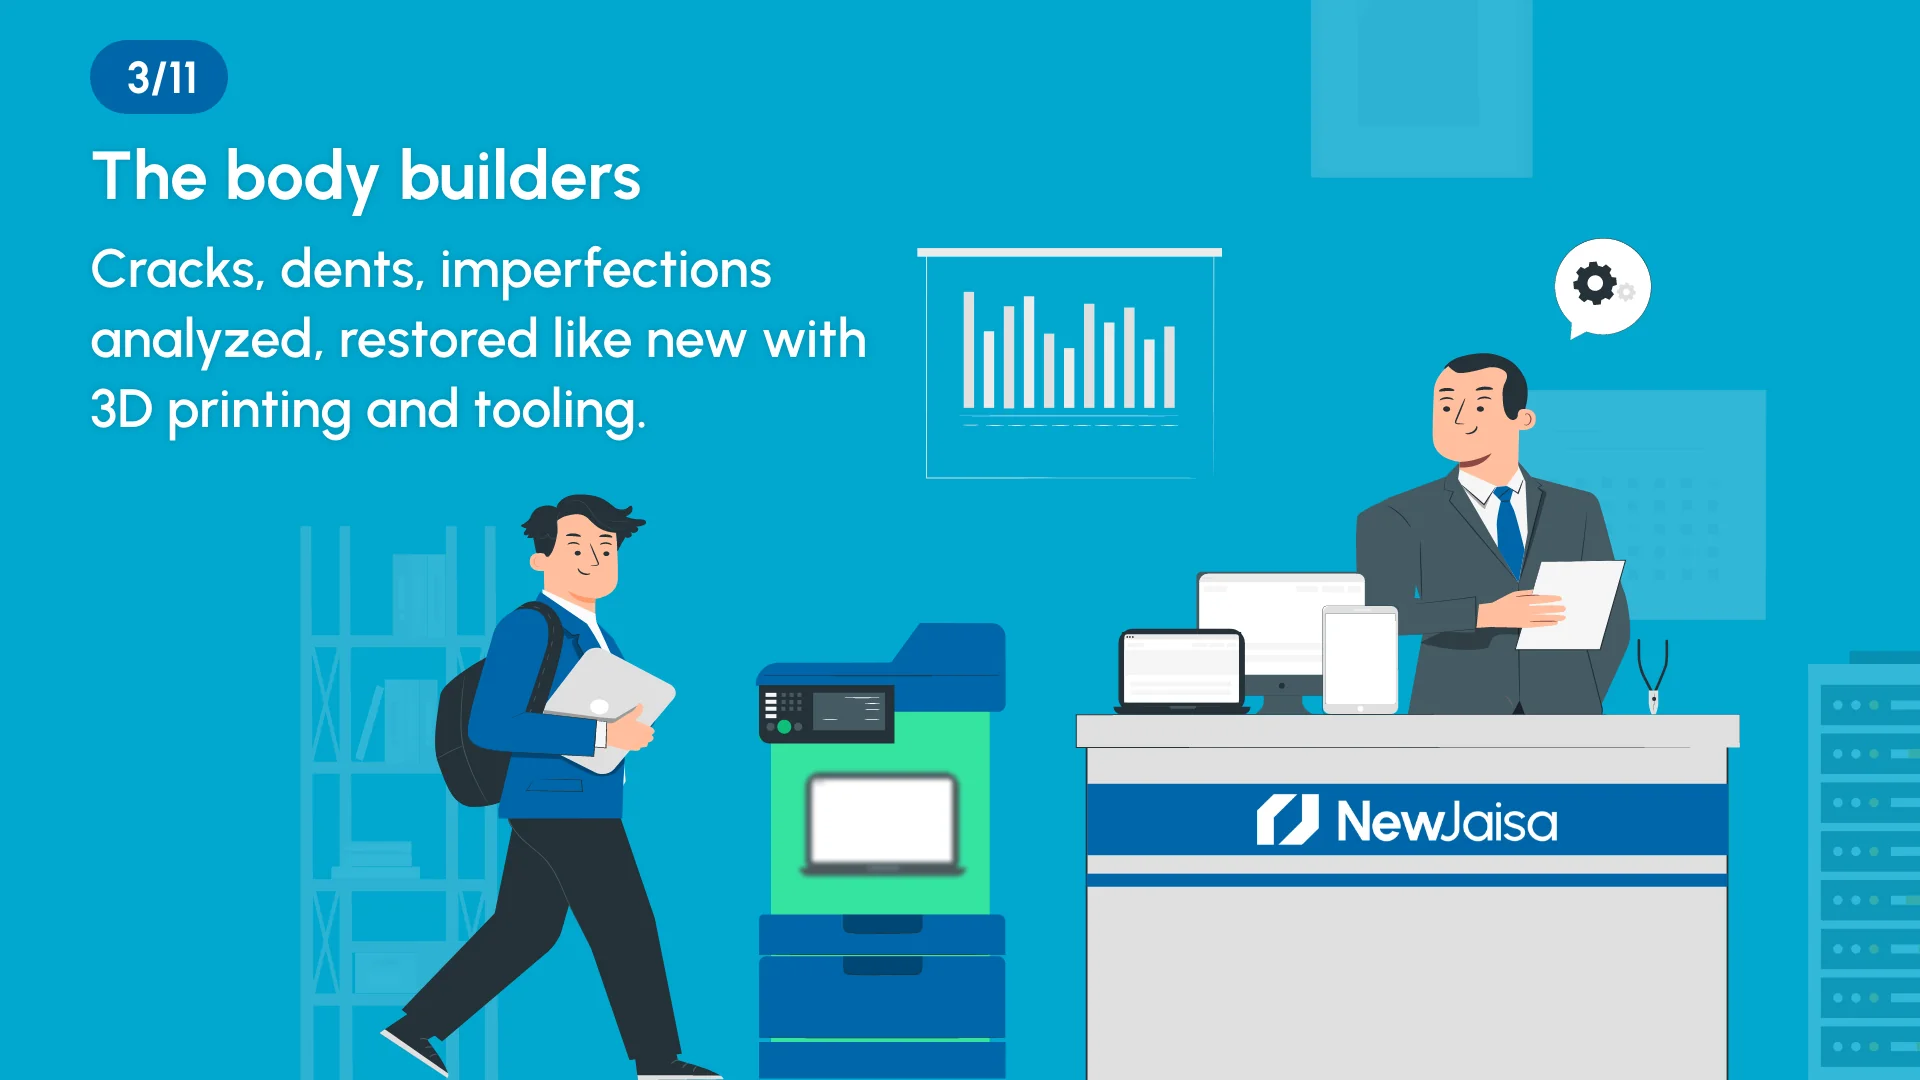 3/11
The body builders
Cracks, dents, imperfections
analyzed, restored like new with
3D printing and tooling.
NewJaisa